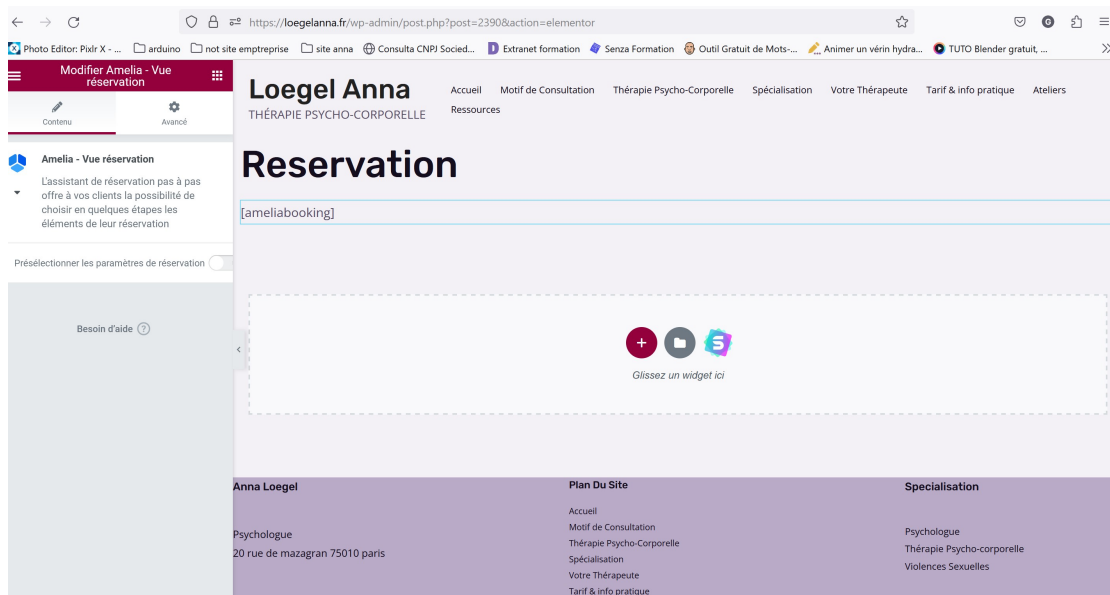 https://loegelanna.fr/wp-admin/post.php?post=2390&action=elementor
G
Photo Editor: Pixlr X - ... arduino not site emptreprise site anna Consulta CNPJ Socied... Extranet formation Senza Formation Outil Gratuit de Mots-... Animer un vérin hydra... TUTO Blender gratuit, ...
Modifier Amelia - Vue
réservation
Contenu Avancé
Amelia - Vue réservation
L'assistant de réservation pas à pas
offre à vos clients la possibilité de
choisir en quelques étapes les
éléments de leur réservation
Présélectionner les paramètres de réservation
Besoin d'aide ?
Loegel Anna
THÉRAPIE PSYCHO-CORPORELLE
Accueil Motif de Consultation Thérapie Psycho-Corporelle Spécialisation Votre Thérapeute Tarif & info pratique Ateliers
Ressources
Reservation
[ameliabooking]
Glissez un widget ici
Anna Loegel
Psychologue
20 rue de mazagran 75010 paris
Plan Du Site
Accueil
Motif de Consultation
Thérapie Psycho-Corporelle
Spécialisation
Votre Thérapeute
Tarif & info pratique
Specialisation
Psychologue
Thérapie Psycho-corporelle
Violences Sexuelles